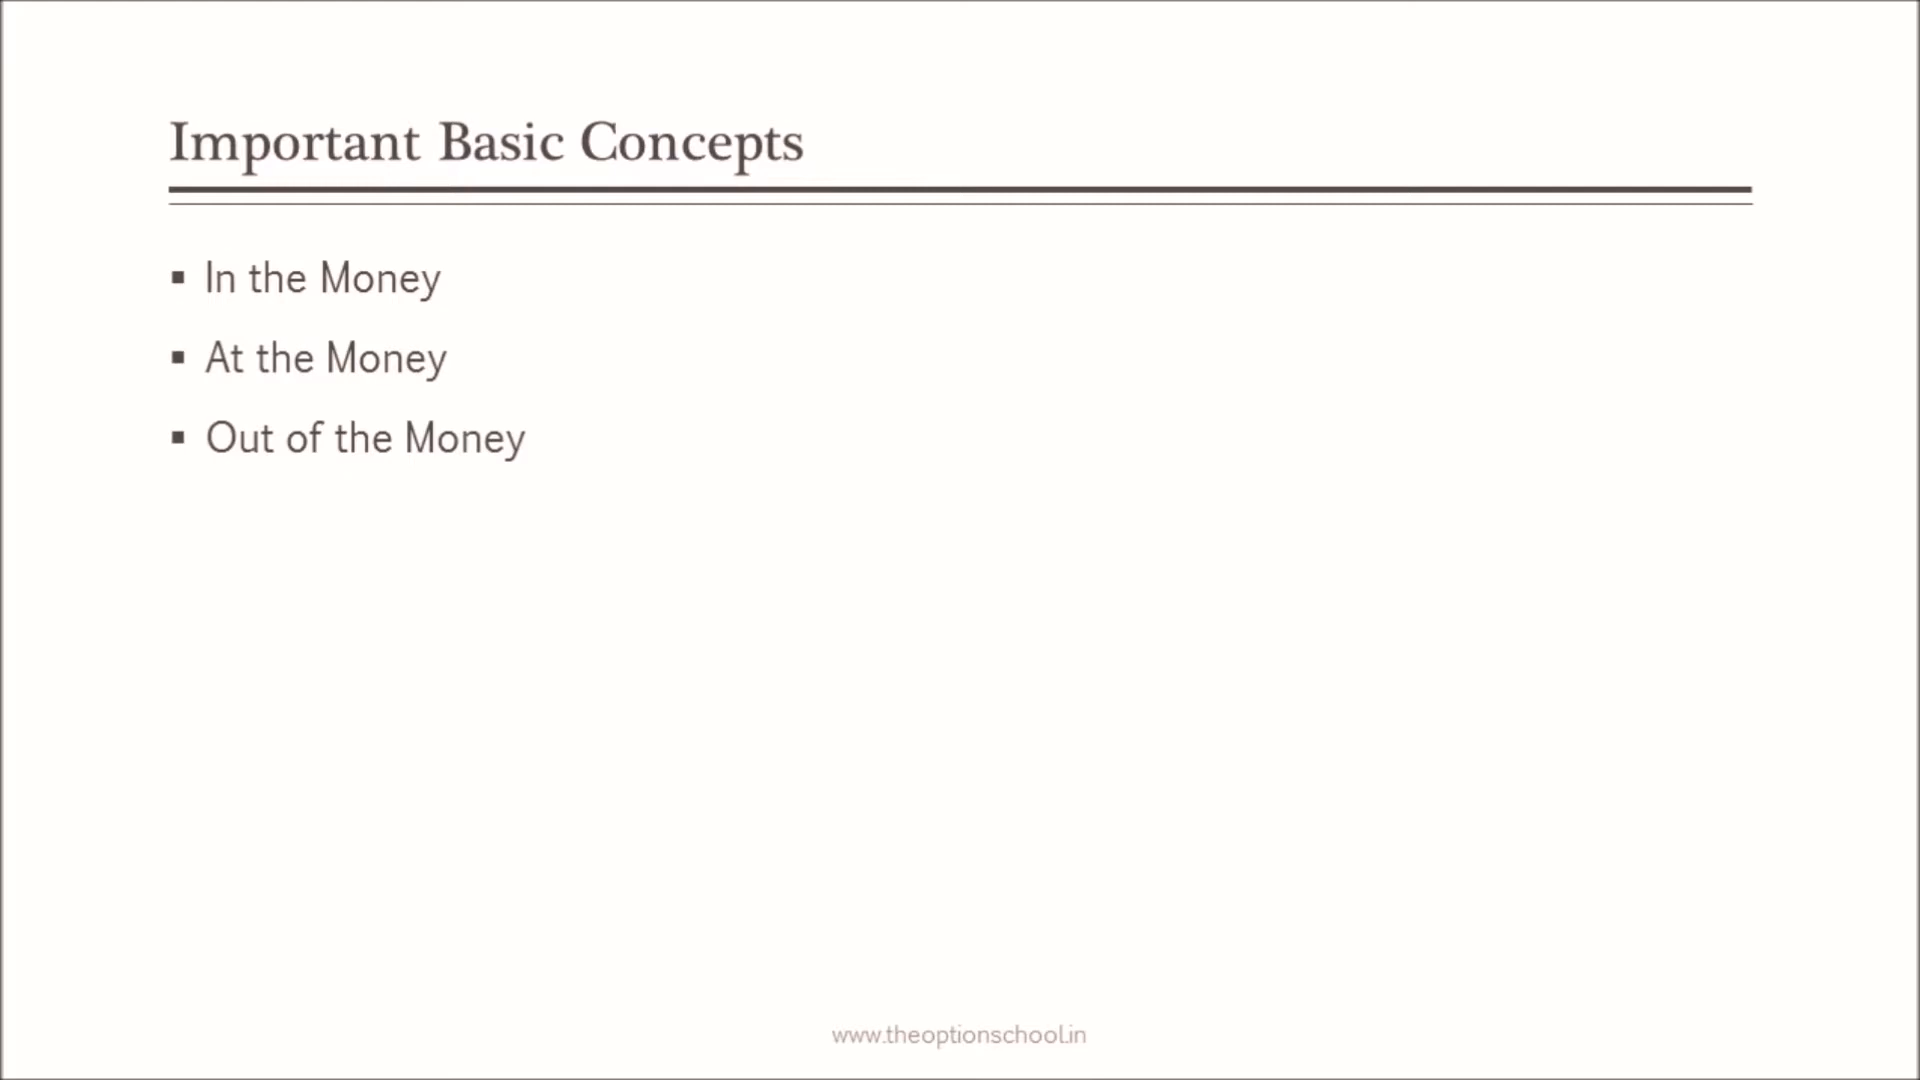 Important Basic Concepts
▪ In the Money
▪ At the Money
▪ Out of the Money
www.theoptionschool.in